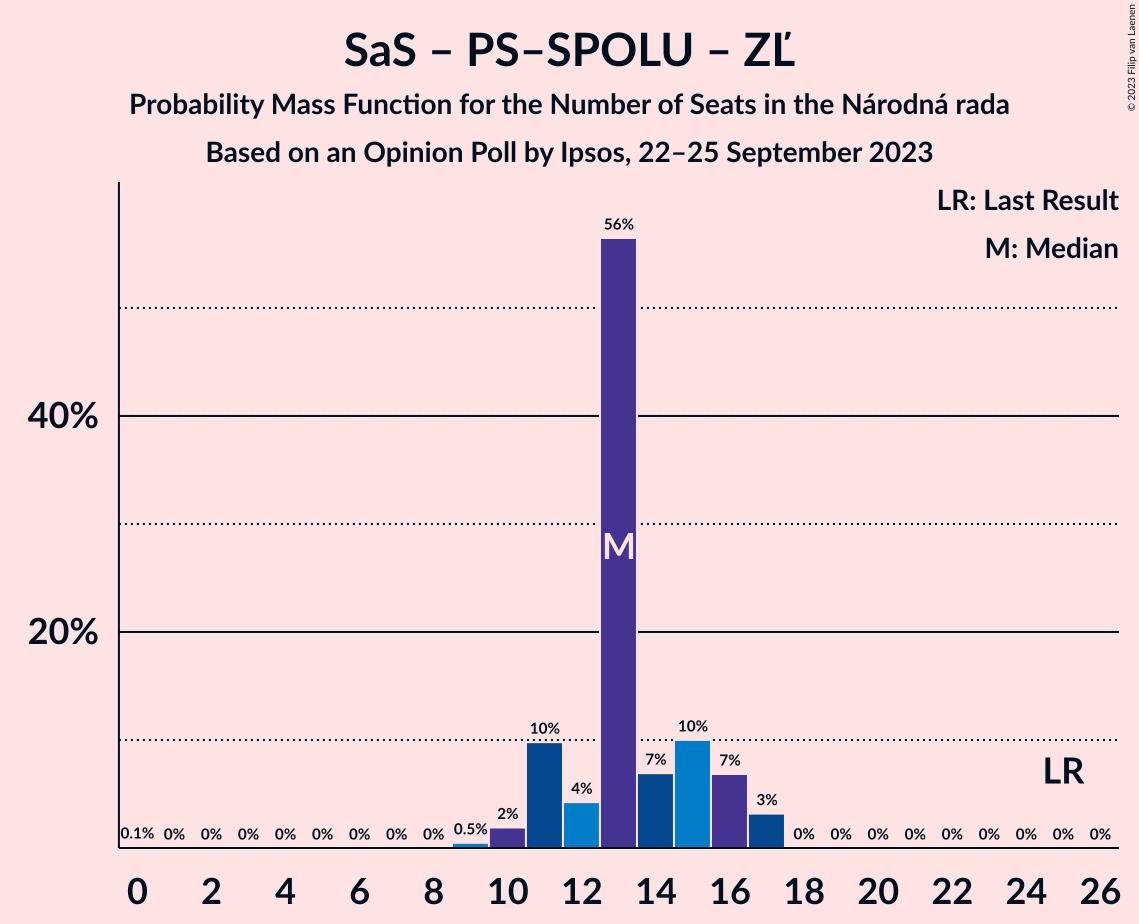 SaS – PS–SPOLU – ZĽ
Probability Mass Function for the Number of Seats in the Národná rada
Based on an Opinion Poll by Ipsos, 22–25 September 2023
© 2023 Filip van Laenen
LR: Last Result
M: Median
56%
40%
M
20%
10% 10%
7% 7%
LR
4%
3%
2%
0.1% 0% 0% 0% 0% 0% 0% 0% 0% 0.5% 0% 0% 0% 0% 0% 0% 0% 0% 0%
0 2 4 6 8 10 12 14 16 18 20 22 24 26